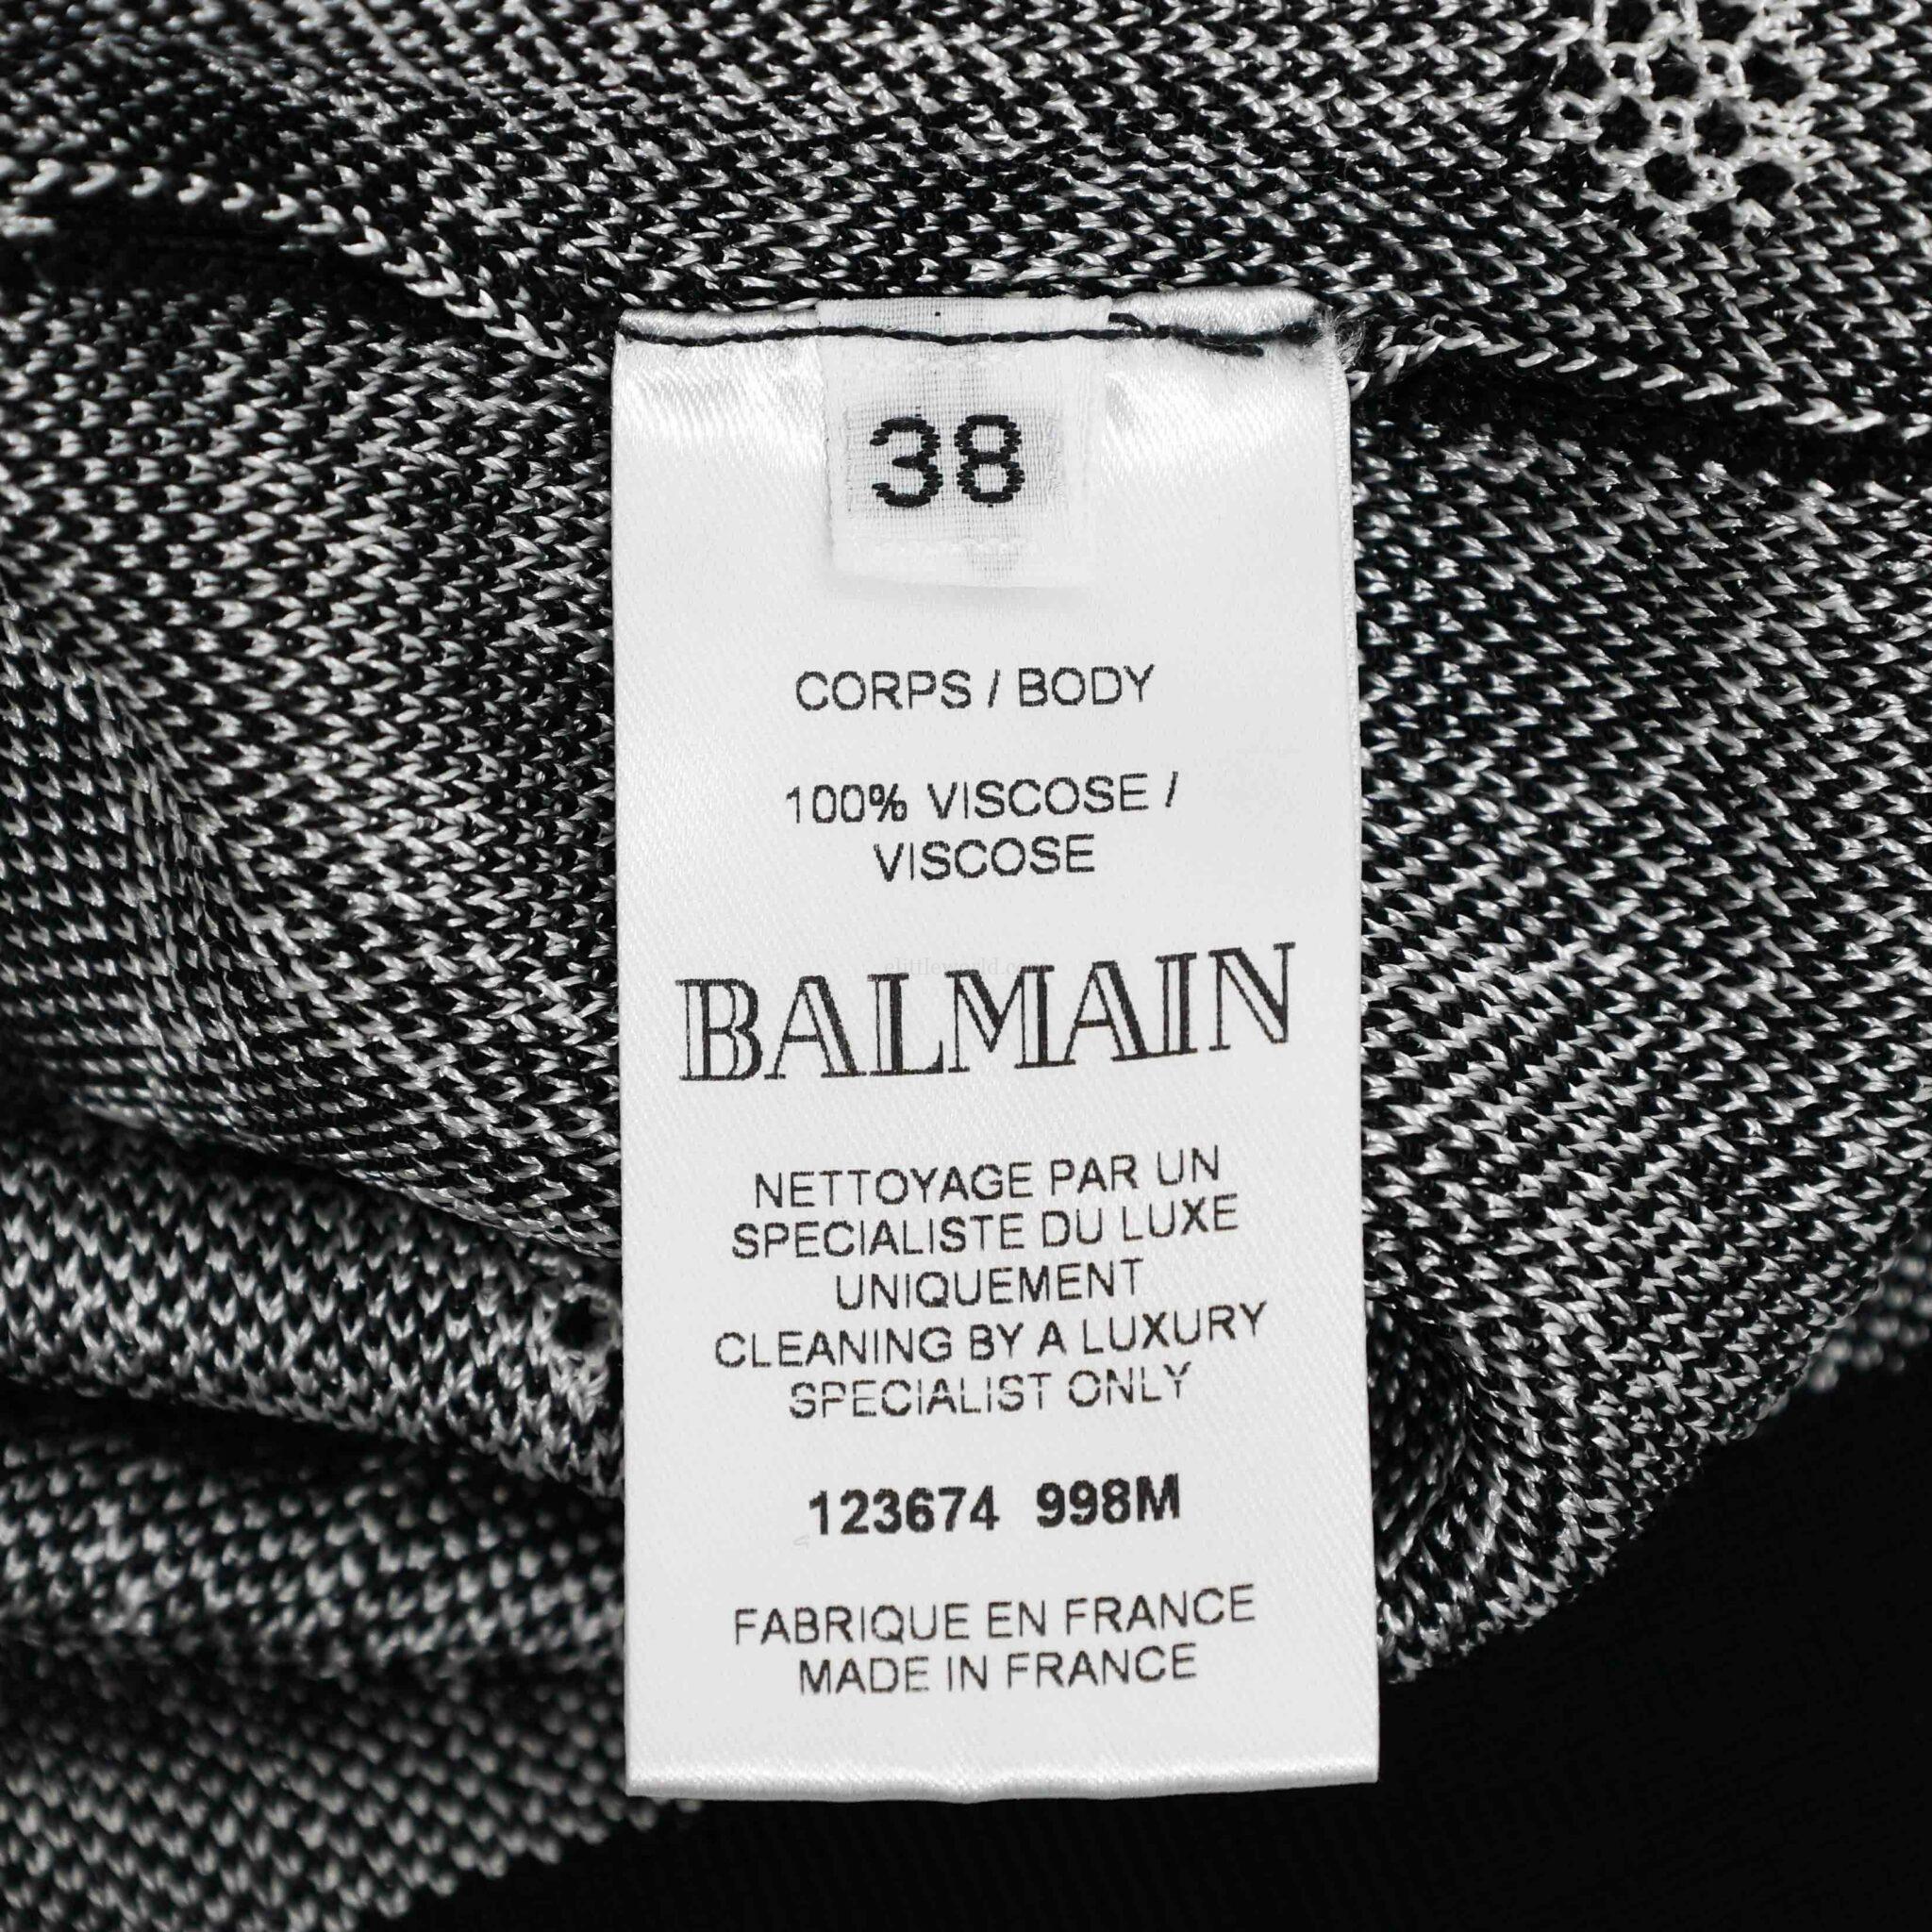 38
CORPS / BODY
100% VISCOSE /
VISCOSE
BALMAIN
NETTOYAGE PAR UN
SPECIALISTE DU LUXE
UNIQUEMENT
CLEANING BY A LUXURY
SPECIALIST ONLY
123674 998M
FABRIQUE EN FRANCE
MADE IN FRANCE